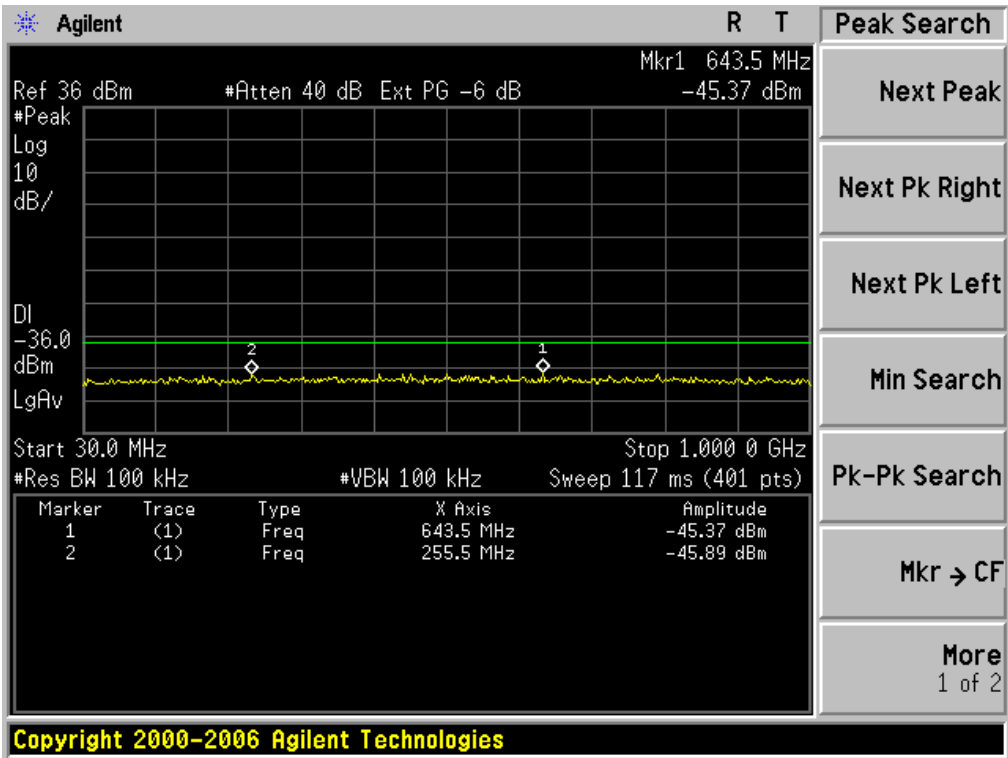 Agilent R T
Mkr1 643.5 MHz
Ref 36 dBm #Atten 40 dB Ext PG -6 dB -45.37 dBm
#Peak
Log
10
dB/
DI
-36.0
dBm
LgAv
2 1
Start 30.0 MHz Stop 1.000 0 GHz
#Res BW 100 kHz #VBW 100 kHz Sweep 117 ms (401 pts)
Marker Trace Type X Axis Amplitude
1 (1) Freq 643.5 MHz -45.37 dBm
2 (1) Freq 255.5 MHz -45.89 dBm
Peak Search
Next Peak
Next Pk Right
Next Pk Left
Min Search
Pk-Pk Search
Mkr → CF
More
1 of 2
Copyright 2000-2006 Agilent Technologies